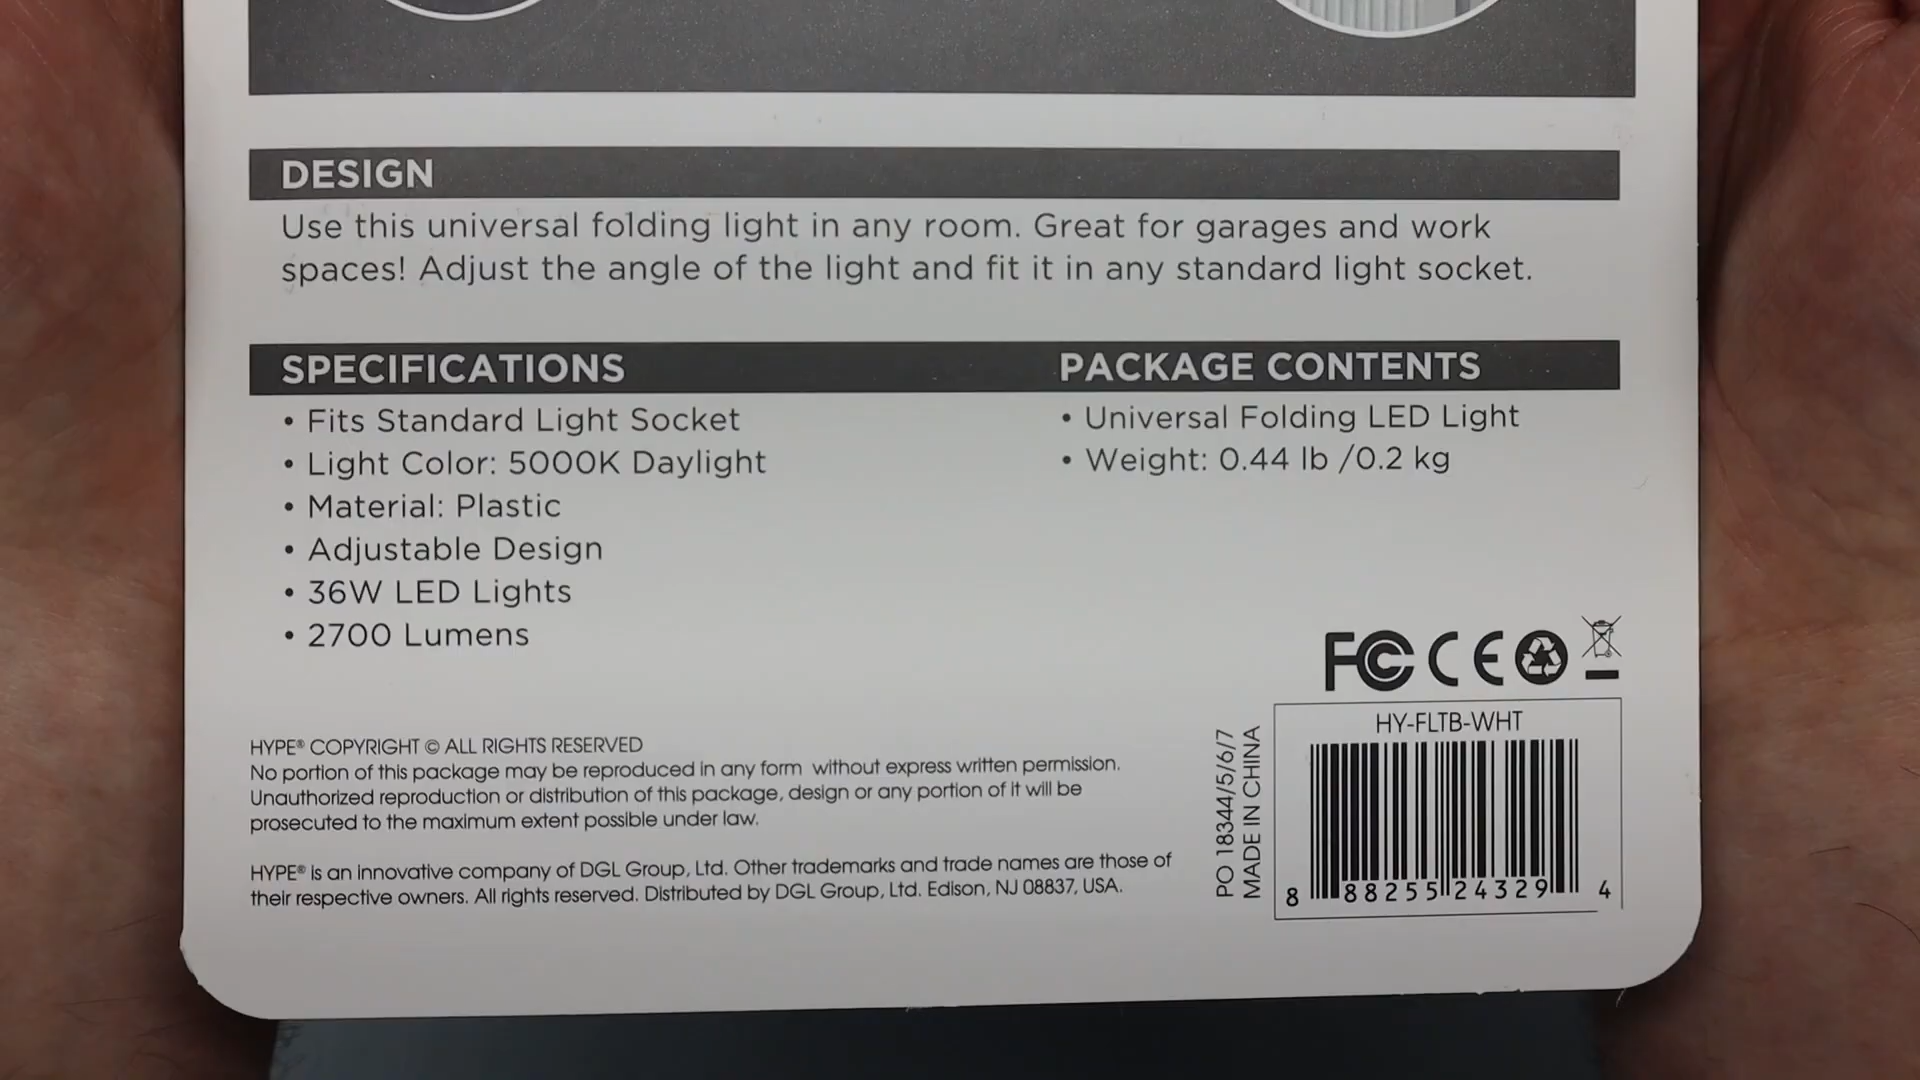 DESIGN
Use this universal folding light in any room. Great for garages and work
spaces! Adjust the angle of the light and fit it in any standard light socket.
SPECIFICATIONS
• Fits Standard Light Socket
• Light Color: 5000K Daylight
• Material: Plastic
• Adjustable Design
• 36W LED Lights
• 2700 Lumens
PACKAGE CONTENTS
• Universal Folding LED Light
• Weight: 0.44 lb /0.2 kg
FC CE
HYPE® COPYRIGHT © ALL RIGHTS RESERVED
No portion of this package may be reproduced in any form without express written permission.
Unauthorized reproduction or distribution of this package, design or any portion of it will be
prosecuted to the maximum extent possible under law.
HYPE® is an innovative company of DGL Group, Ltd. Other trademarks and trade names are those of
their respective owners. All rights reserved. Distributed by DGL Group, Ltd. Edison, NJ 08837, USA.
PO 18344/5/6/7
MADE IN CHINA
HY-FLTB-WHT
8 88255 24329 4